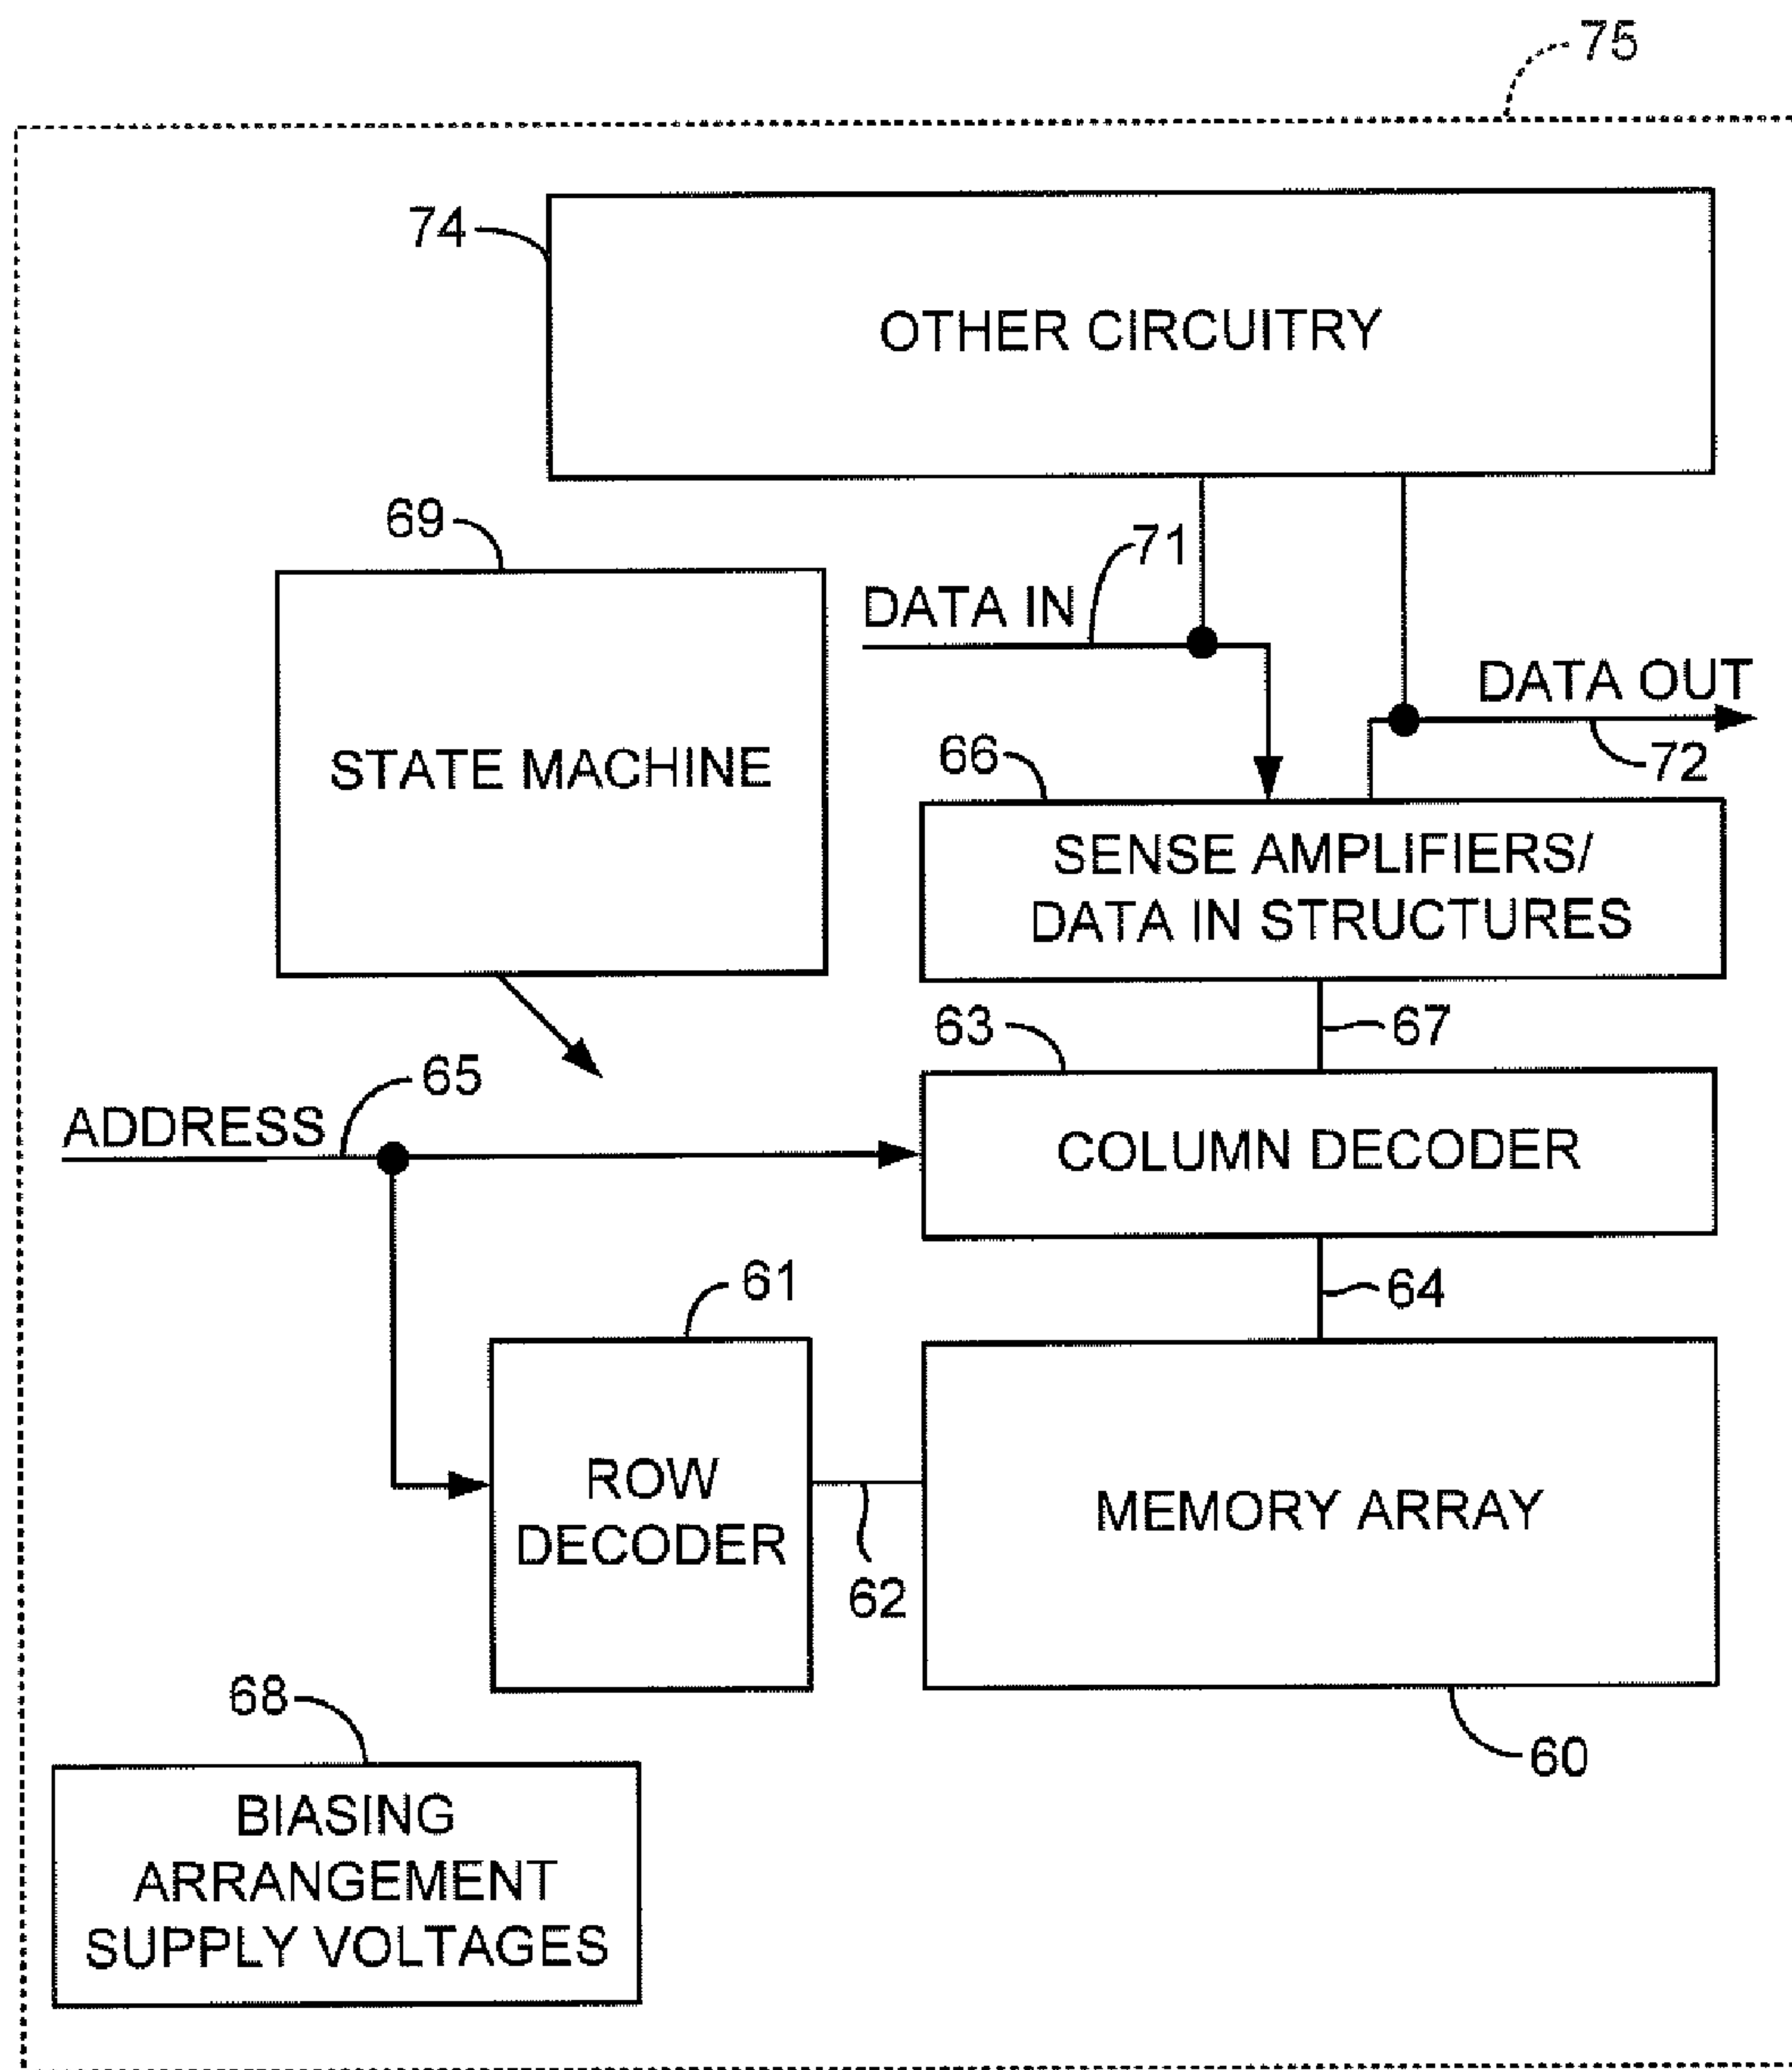 75
74
OTHER CIRCUITRY
69
71
DATA IN
DATA OUT
72
STATE MACHINE
66
SENSE AMPLIFIERS/
DATA IN STRUCTURES
63
67
65
ADDRESS
COLUMN DECODER
61
64
ROW
DECODER
62
MEMORY ARRAY
68
60
BIASING
ARRANGEMENT
SUPPLY VOLTAGES